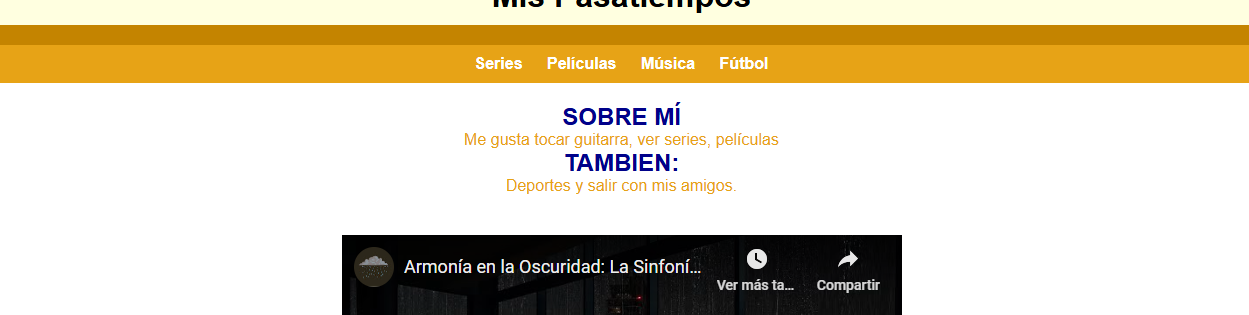 Mis Pasatiempos
Series Películas Música Fútbol
SOBRE MÍ
Me gusta tocar guitarra, ver series, películas
TAMBIEN:
Deportes y salir con mis amigos.
Armonía en la Oscuridad: La Sinfoní...
Ver más ta...
Compartir